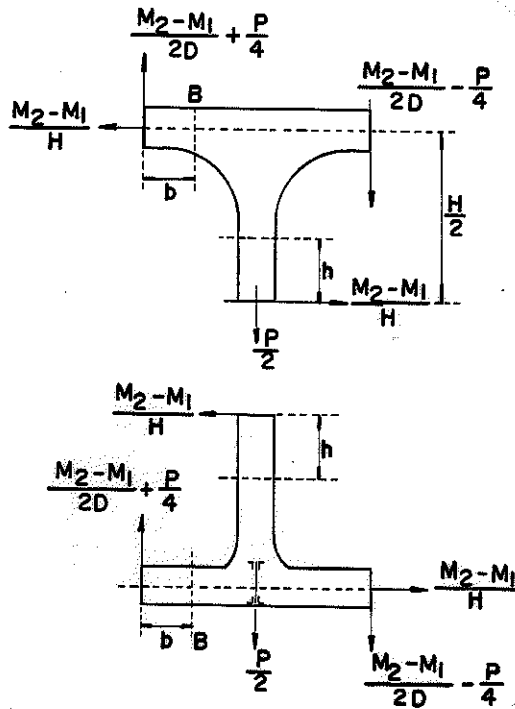 M2-M1/2D + P/4
M2-M1/2D - P/4
B
M2-M1/H
b
H/2
h
M2-M1/H
P/2
M2-M1/H
h
M2-M1/2D + P/4
M2-M1/H
b
B
P/2
M2-M1/2D - P/4